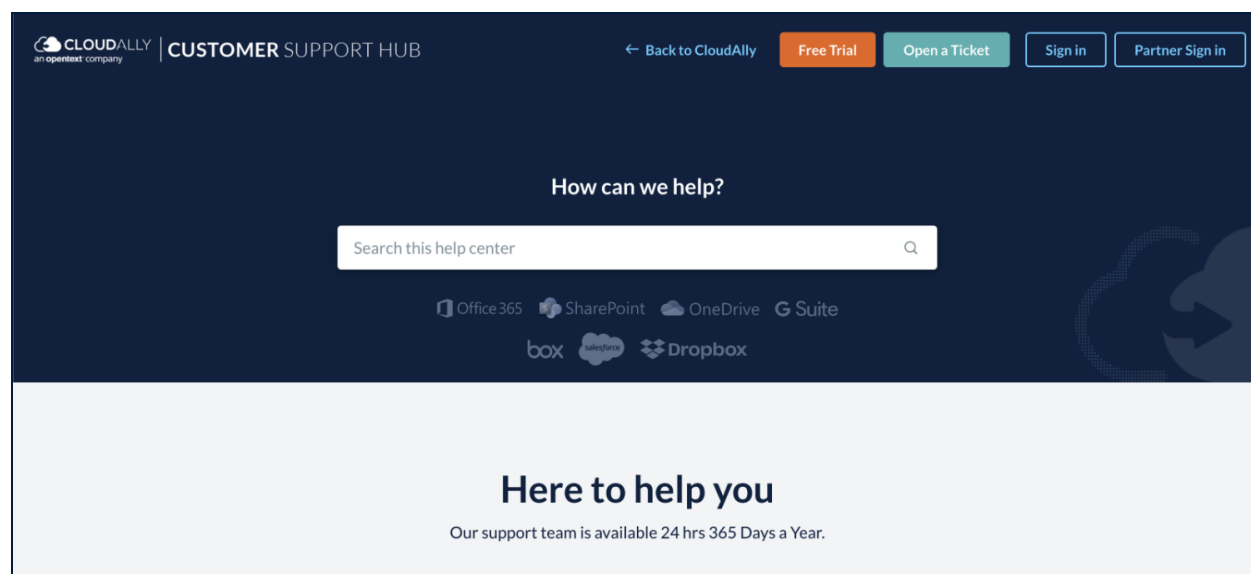 CLOUDALLY
an opentext company
CUSTOMER SUPPORT HUB
← Back to CloudAlly
Free Trial
Open a Ticket
Sign in
Partner Sign in
How can we help?
Search this help center
Office 365
SharePoint
OneDrive
G Suite
box
salesforce
Dropbox
Here to help you
Our support team is available 24 hrs 365 Days a Year.